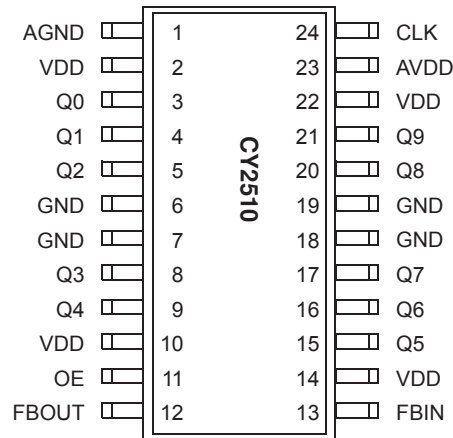 AGND 1 24 CLK
VDD 2 23 AVDD
Q0 3 22 VDD
Q1 4 21 Q9
Q2 5 20 Q8
GND 6 19 GND
GND 7 18 GND
Q3 8 17 Q7
Q4 9 16 Q6
VDD 10 15 Q5
OE 11 14 VDD
FBOUT 12 13 FBIN
CY2510